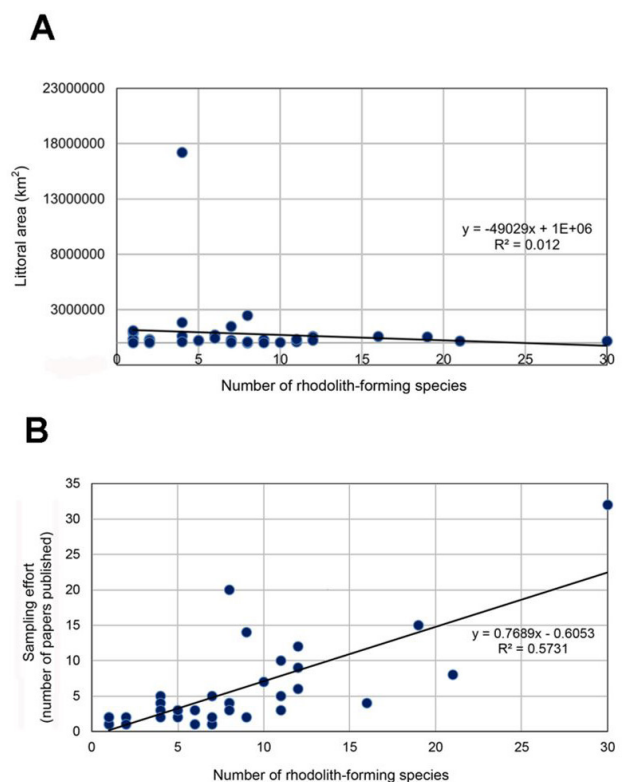 A
23000000
18000000
13000000
8000000
3000000
Littoral area (km²)
y = -49029x + 1E+06
R² = 0.012
0 5 10 15 20 25 30
Number of rhodolith-forming species
B
35
30
25
20
15
10
5
0
Sampling effort
(number of papers published)
y = 0.7689x - 0.6053
R² = 0.5731
0 5 10 15 20 25 30
Number of rhodolith-forming species